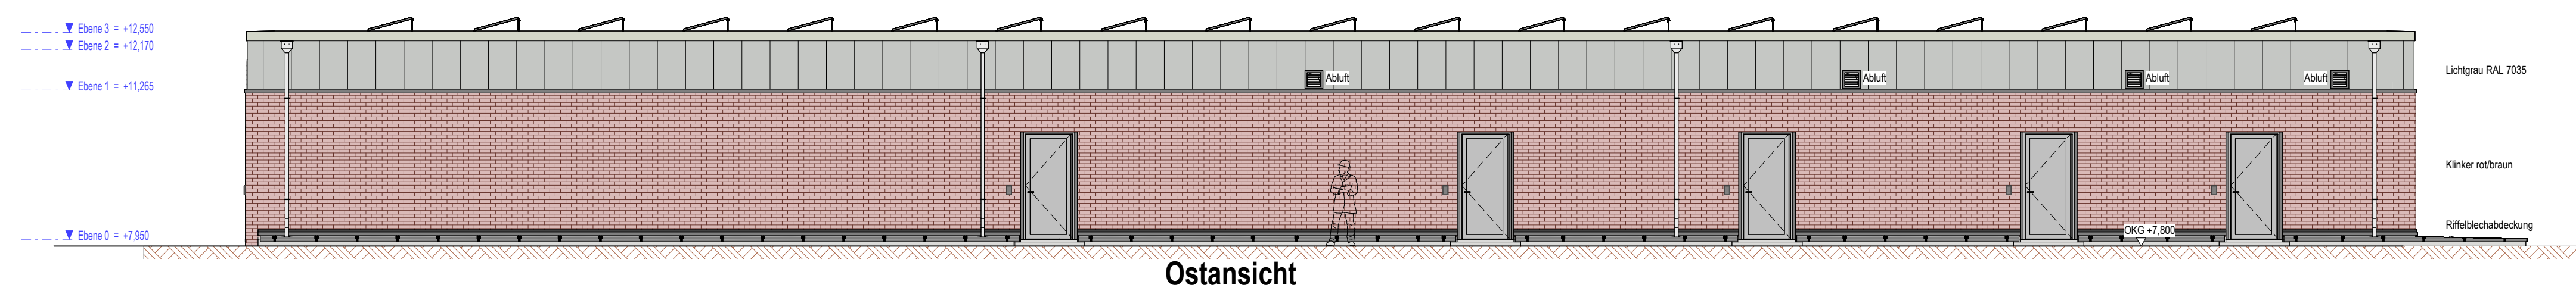 Ebene 3 = +12,550
Ebene 2 = +12,170
Ebene 1 = +11,265
Ebene 0 = +7,950
Abluft
Abluft
Abluft
Abluft
Lichtgrau RAL 7035
Klinker rot/braun
Riffelblechabdeckung
OKG +7,800
Ostansicht